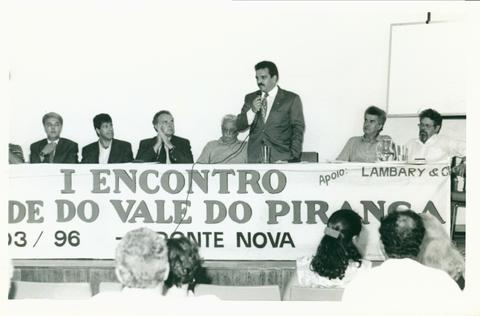 I ENCONTRO
Apoio: LAMBARY & C
DE DO VALE DO PIRANGA
03 / 96 - PONTE NOVA